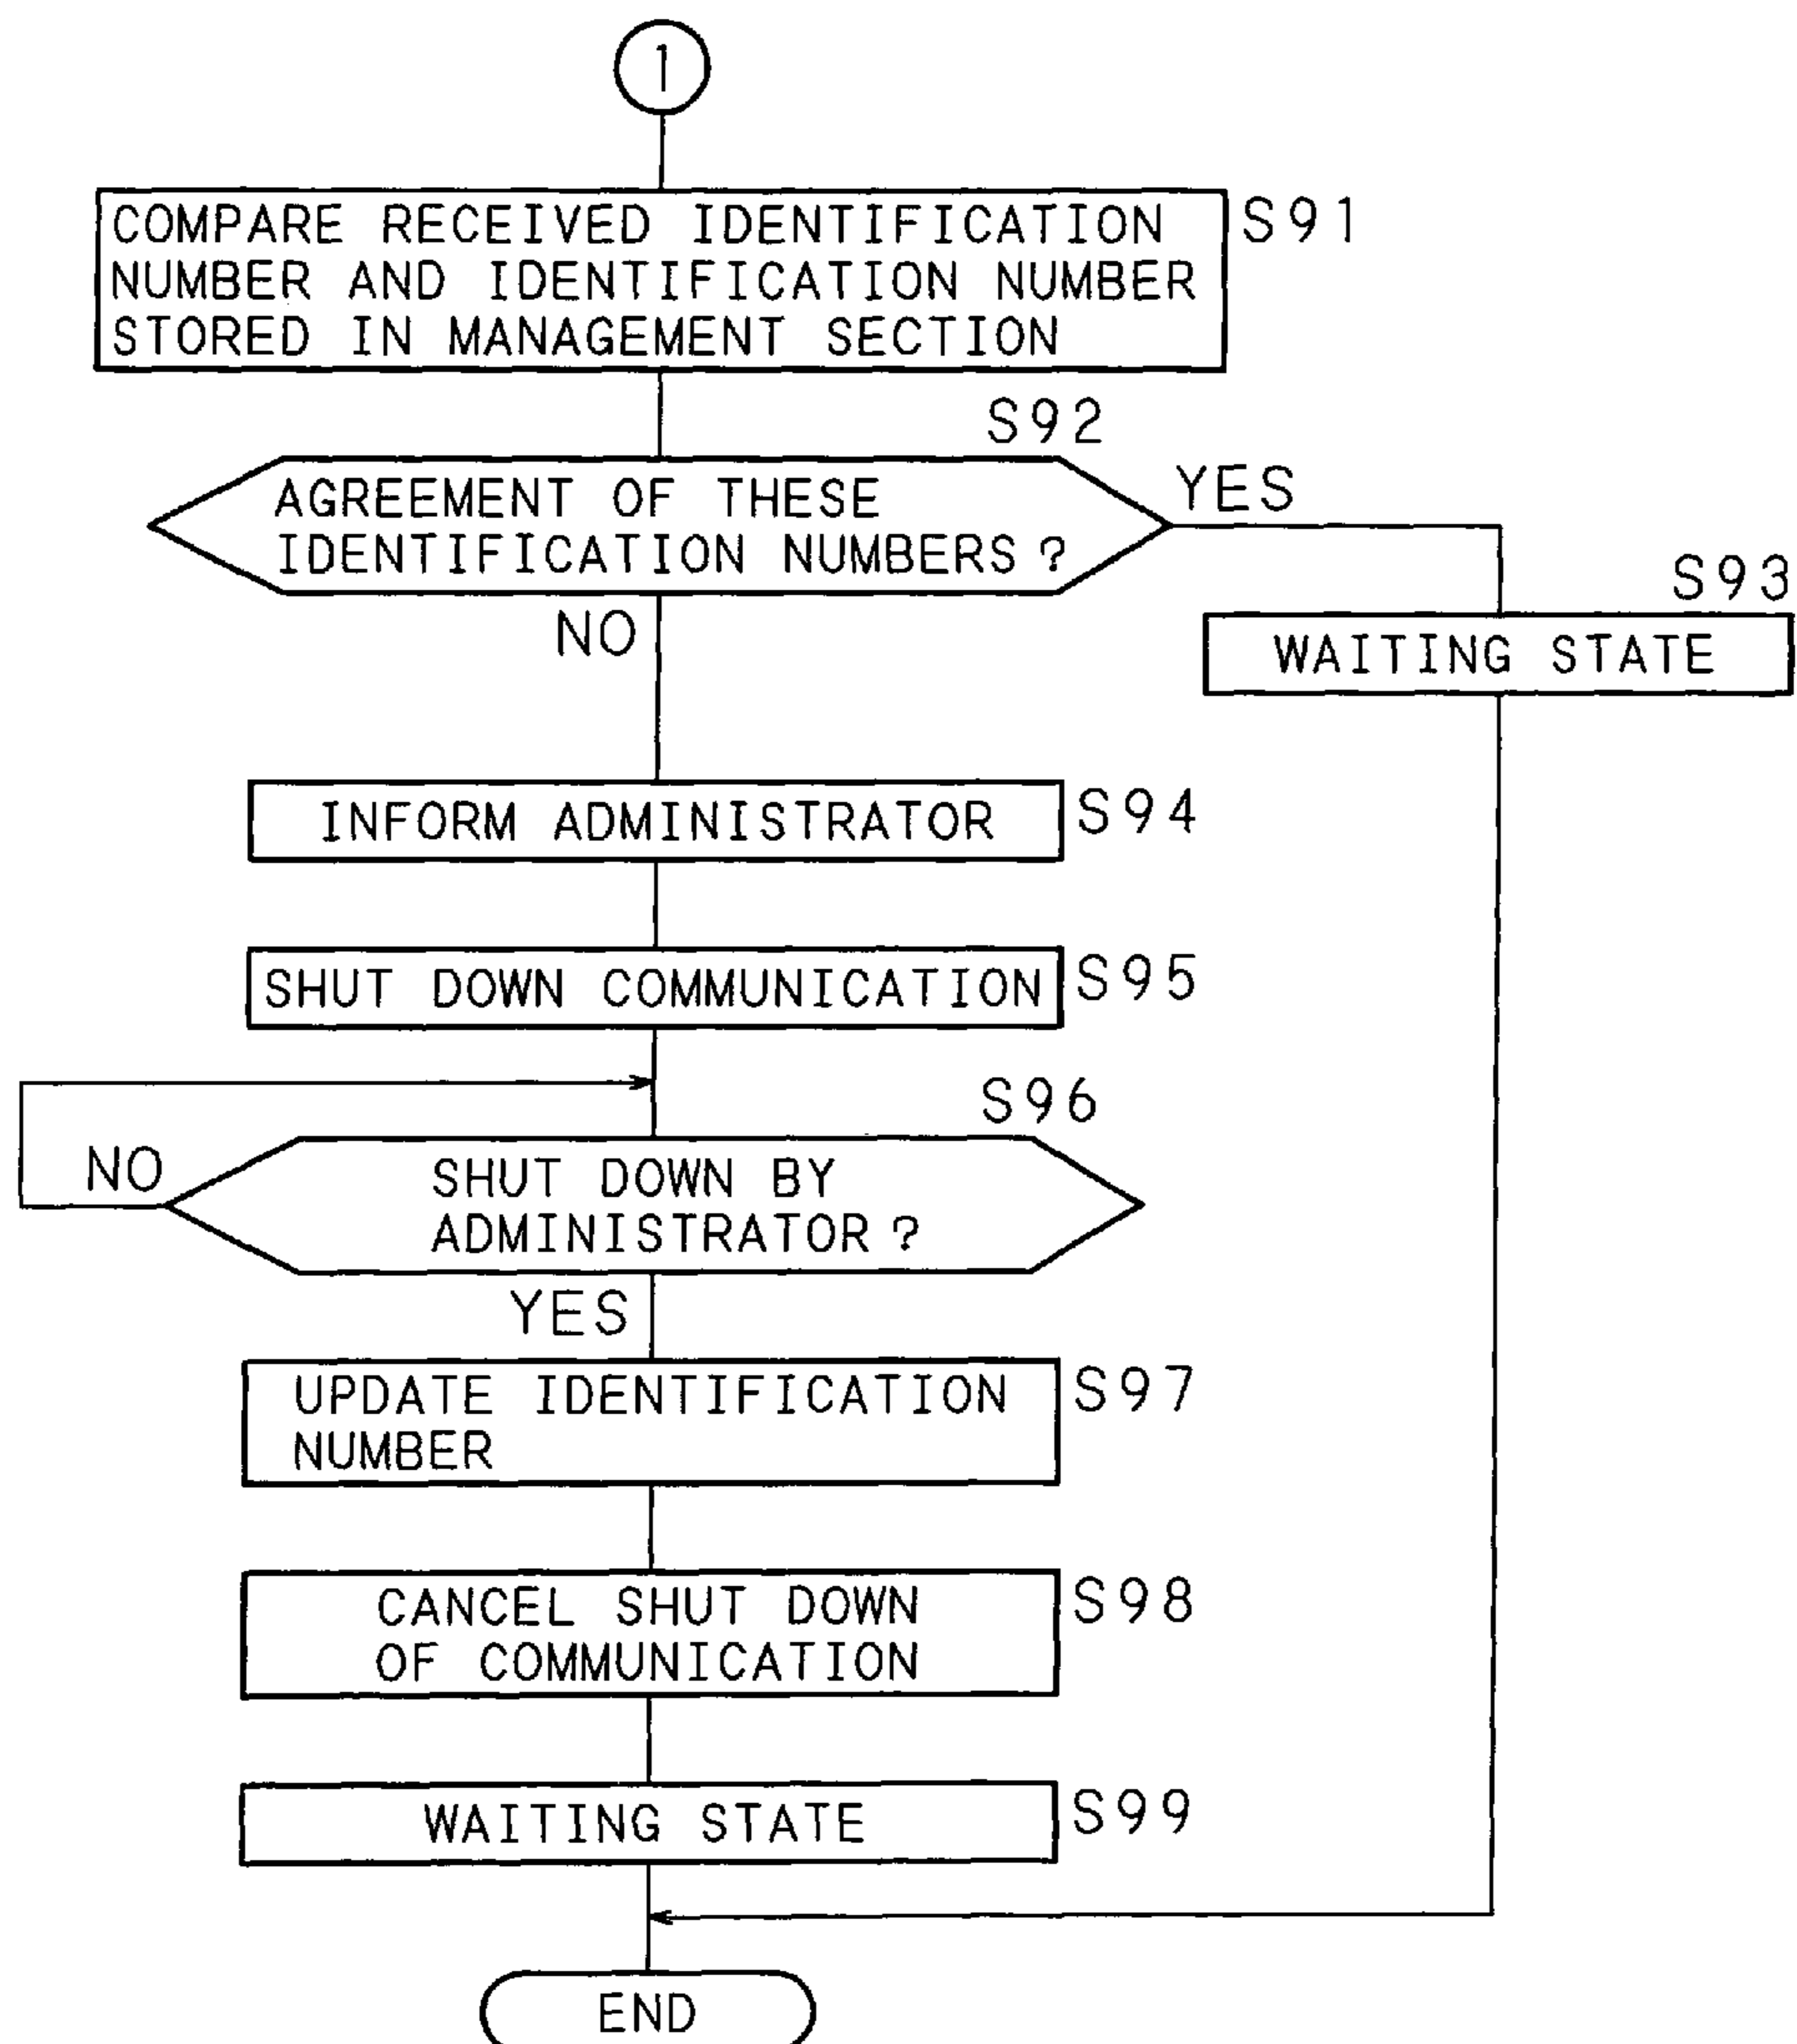 1
COMPARE RECEIVED IDENTIFICATION
NUMBER AND IDENTIFICATION NUMBER
STORED IN MANAGEMENT SECTION
S91
S92
AGREEMENT OF THESE
IDENTIFICATION NUMBERS?
YES
NO
S93
WAITING STATE
INFORM ADMINISTRATOR
S94
SHUT DOWN COMMUNICATION
S95
S96
SHUT DOWN BY
ADMINISTRATOR?
NO
YES
UPDATE IDENTIFICATION
NUMBER
S97
CANCEL SHUT DOWN
OF COMMUNICATION
S98
WAITING STATE
S99
END